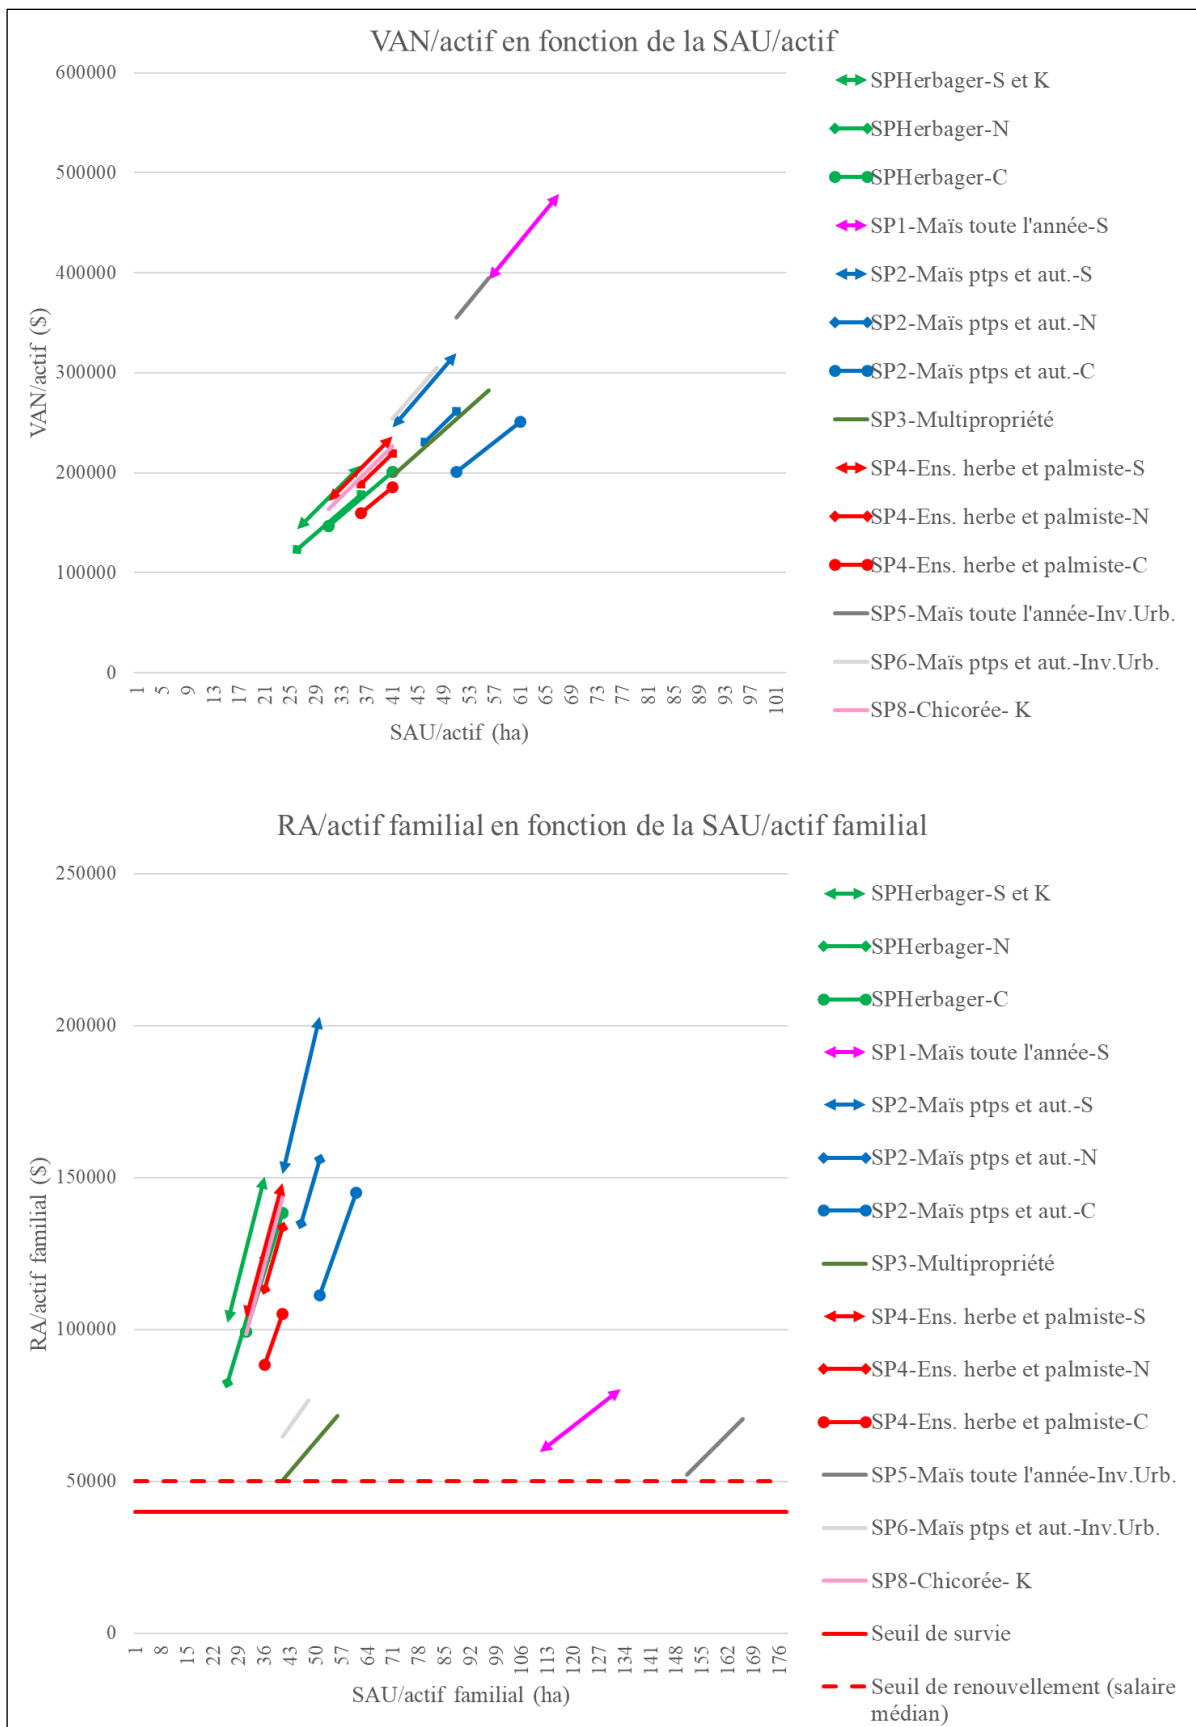 VAN/actif en fonction de la SAU/actif
600000
500000
400000
300000
200000
100000
0
VAN/actif ($)
1 5 9 13 17 21 25 29 33 37 41 45 49 53 57 61 65 69 73 77 81 85 89 93 97 101
SAU/actif (ha)
SPHerbager-S et K
SPHerbager-N
SPHerbager-C
SP1-Maïs toute l'année-S
SP2-Maïs ptps et aut.-S
SP2-Maïs ptps et aut.-N
SP2-Maïs ptps et aut.-C
SP3-Multipropriété
SP4-Ens. herbe et palmiste-S
SP4-Ens. herbe et palmiste-N
SP4-Ens. herbe et palmiste-C
SP5-Maïs toute l'année-Inv.Urb.
SP6-Maïs ptps et aut.-Inv.Urb.
SP8-Chicorée- K
RA/actif familial en fonction de la SAU/actif familial
250000
200000
150000
100000
50000
0
RA/actif familial ($)
1 8 15 22 29 36 43 50 57 64 71 78 85 92 99 106 113 120 127 134 141 148 155 162 169 176
SAU/actif familial (ha)
SPHerbager-S et K
SPHerbager-N
SPHerbager-C
SP1-Maïs toute l'année-S
SP2-Maïs ptps et aut.-S
SP2-Maïs ptps et aut.-N
SP2-Maïs ptps et aut.-C
SP3-Multipropriété
SP4-Ens. herbe et palmiste-S
SP4-Ens. herbe et palmiste-N
SP4-Ens. herbe et palmiste-C
SP5-Maïs toute l'année-Inv.Urb.
SP6-Maïs ptps et aut.-Inv.Urb.
SP8-Chicorée- K
Seuil de survie
Seuil de renouvellement (salaire
médian)